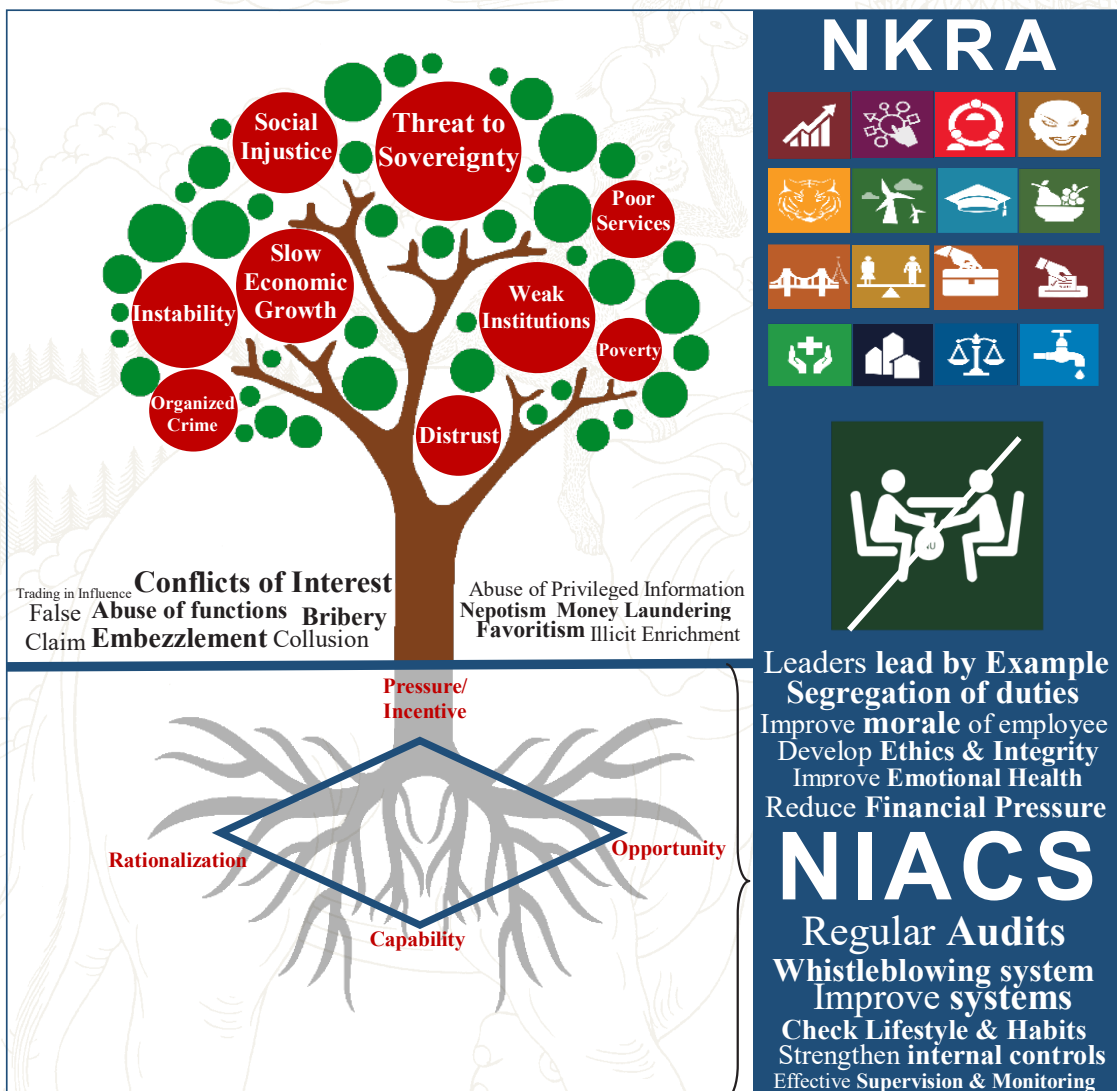 Social
Injustice
Threat to
Sovereignty
Poor
Services
Slow
Economic
Growth
Instability
Weak
Institutions
Poverty
Organized
Crime
Distrust
Trading in Influence Conflicts of Interest
False Abuse of functions Bribery
Claim Embezzlement Collusion
Abuse of Privileged Information
Nepotism Money Laundering
Favoritism Illicit Enrichment
Pressure/
Incentive
Rationalization
Opportunity
Capability
NKRA
Leaders lead by Example
Segregation of duties
Improve morale of employee
Develop Ethics & Integrity
Improve Emotional Health
Reduce Financial Pressure
NIACS
Regular Audits
Whistleblowing system
Improve systems
Check Lifestyle & Habits
Strengthen internal controls
Effective Supervision & Monitoring